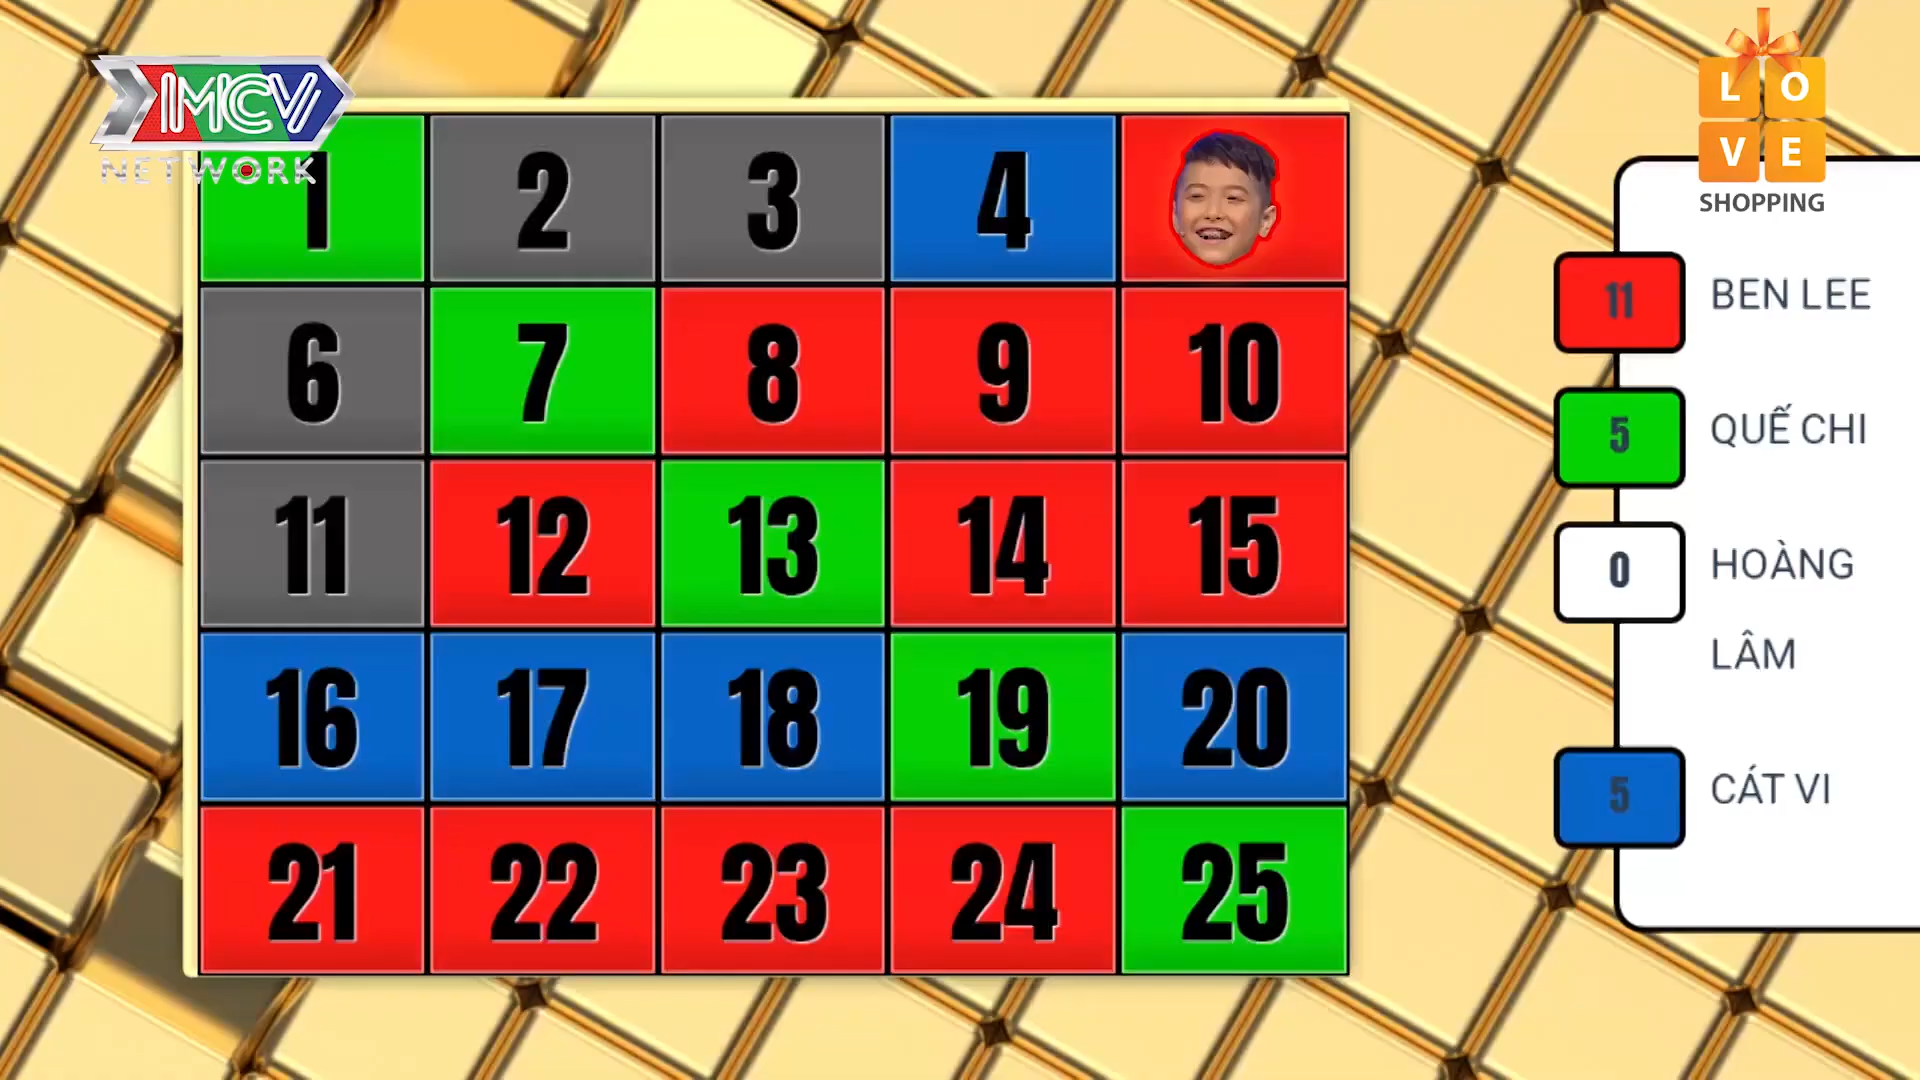 MCV
NETWORK
LOVE
SHOPPING
1 2 3 4
6 7 8 9 10
11 12 13 14 15
16 17 18 19 20
21 22 23 24 25
11 BEN LEE
5 QUẾ CHI
0 HOÀNG
LÂM
5 CÁT VI